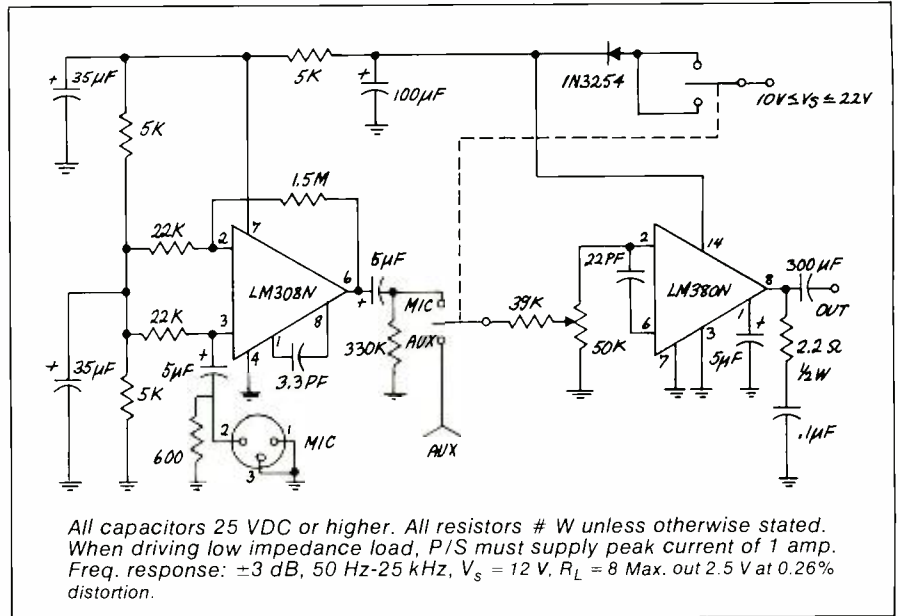 + 35µF
5K
+
100µF
1N3254
10V ≤ Vs ≤ 22V
5K
1.5M
22K
2
7
LM308N
6
5µF
+
MIC
AUX
39K
50K
22PF
2
14
LM380N
8
300µF
OUT
22K
3
4
1
8
3.3PF
330K
6
7
3
1
5µF
+
2.2 Ω
½W
.1µF
+
35µF
5K
+
5µF
600
2
1
3
MIC
AUX
All capacitors 25 VDC or higher. All resistors # W unless otherwise stated.
When driving low impedance load, P/S must supply peak current of 1 amp.
Freq. response: ±3 dB, 50 Hz-25 kHz, Vs = 12 V, RL = 8 Max. out 2.5 V at 0.26%
distortion.